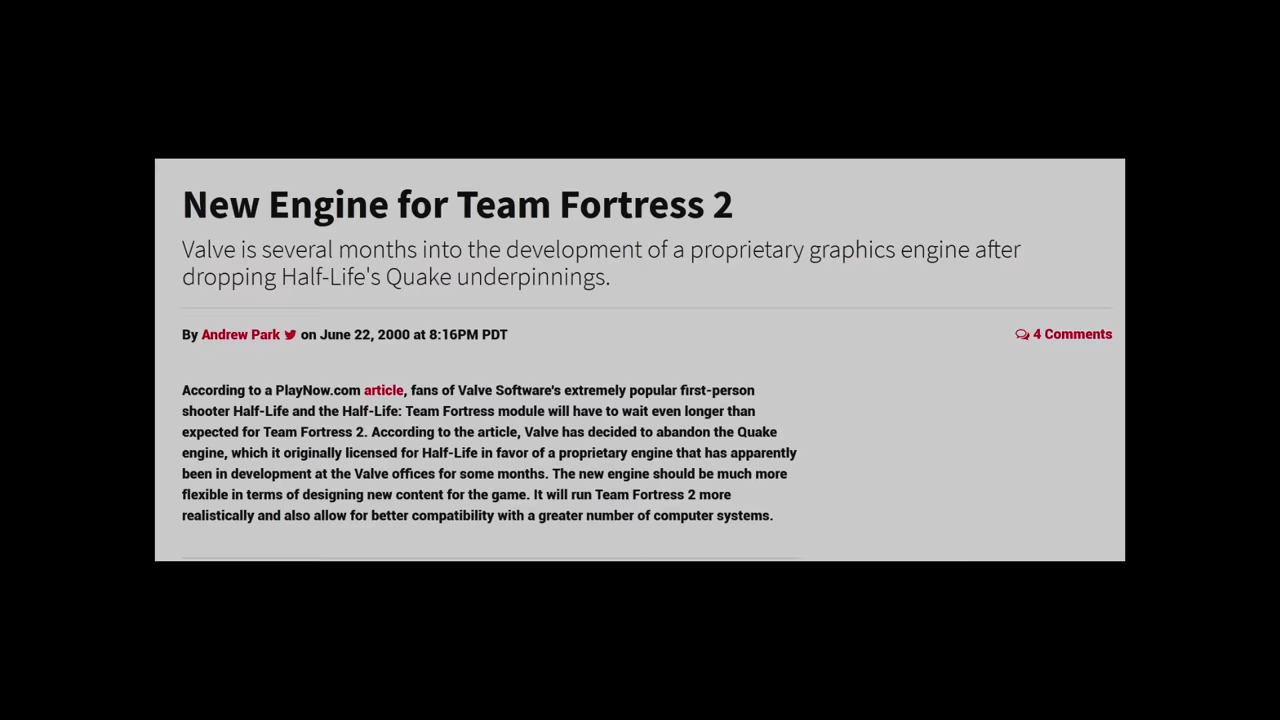 New Engine for Team Fortress 2
Valve is several months into the development of a proprietary graphics engine after
dropping Half-Life's Quake underpinnings.
By Andrew Park on June 22, 2000 at 8:16PM PDT
4 Comments
According to a PlayNow.com article, fans of Valve Software's extremely popular first-person
shooter Half-Life and the Half-Life: Team Fortress module will have to wait even longer than
expected for Team Fortress 2. According to the article, Valve has decided to abandon the Quake
engine, which it originally licensed for Half-Life in favor of a proprietary engine that has apparently
been in development at the Valve offices for some months. The new engine should be much more
flexible in terms of designing new content for the game. It will run Team Fortress 2 more
realistically and also allow for better compatibility with a greater number of computer systems.